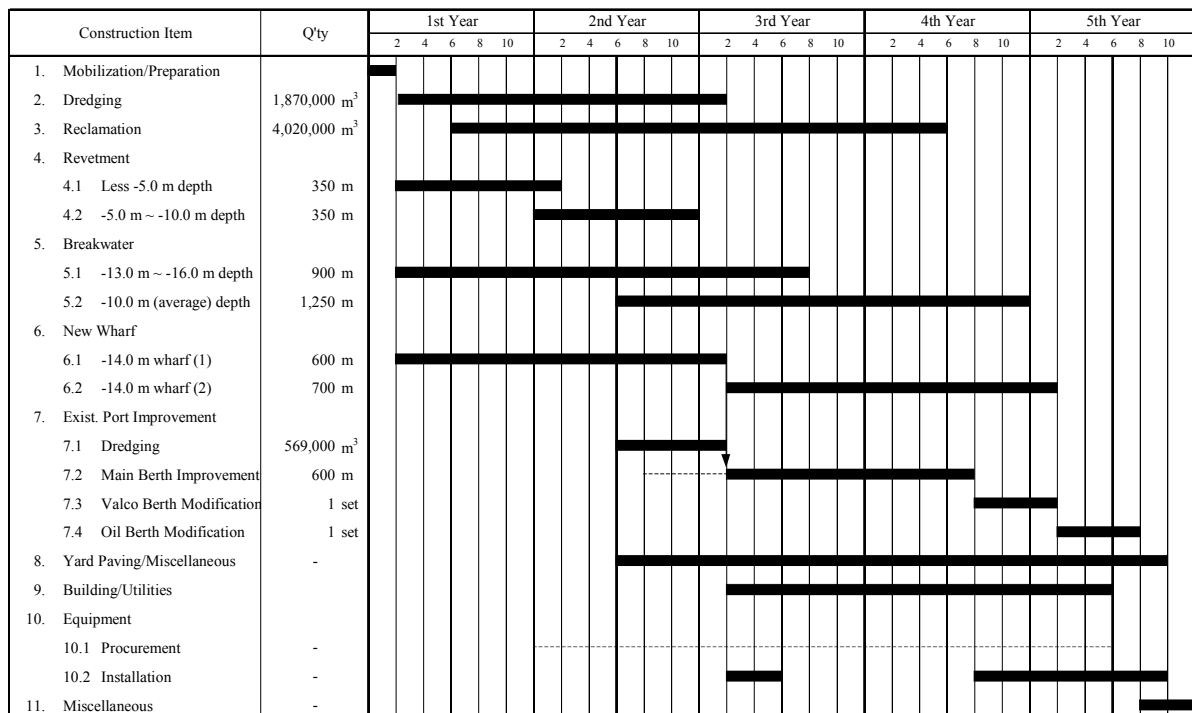 Construction Item Q'ty 1st Year 2nd Year 3rd Year 4th Year 5th Year
2 4 6 8 10 2 4 6 8 10 2 4 6 8 10 2 4 6 8 10 2 4 6 8 10
1. Mobilization/Preparation
2. Dredging 1,870,000 m³
3. Reclamation 4,020,000 m³
4. Revetment
4.1 Less -5.0 m depth 350 m
4.2 -5.0 m ~ -10.0 m depth 350 m
5. Breakwater
5.1 -13.0 m ~ -16.0 m depth 900 m
5.2 -10.0 m (average) depth 1,250 m
6. New Wharf
6.1 -14.0 m wharf (1) 600 m
6.2 -14.0 m wharf (2) 700 m
7. Exist. Port Improvement
7.1 Dredging 569,000 m³
7.2 Main Berth Improvement 600 m
7.3 Valco Berth Modification 1 set
7.4 Oil Berth Modification 1 set
8. Yard Paving/Miscellaneous -
9. Building/Utilities -
10. Equipment
10.1 Procurement -
10.2 Installation -
11. Miscellaneous -